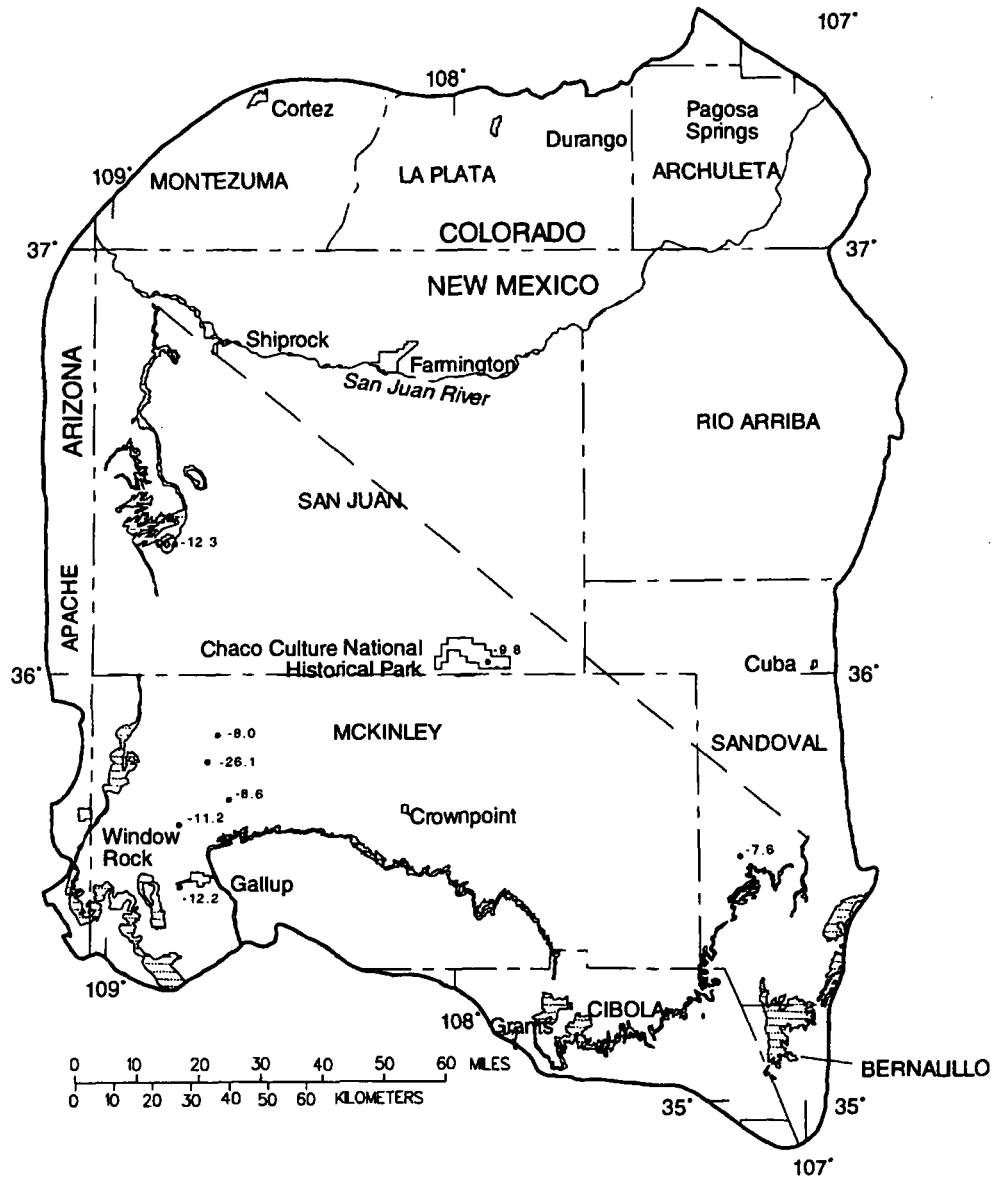 107°
108°
Cortez
Pagosa
Springs
Durango
109°
MONTEZUMA
LA PLATA
ARCHULETA
COLORADO
37°
37°
NEW MEXICO
Shiprock
Farmington
San Juan River
ARIZONA
RIO ARRIBA
SAN JUAN
-12 3
APACHE
Chaco Culture National
Historical Park
-9 8
Cuba
36°
36°
-8.0
MCKINLEY
SANDOVAL
-26.1
-8.6
-11.2
Crownpoint
Window
Rock
-7.6
Gallup
-12.2
109°
108°
Grants
CIBOLA
BERNALILLO
0 10 20 30 40 50 60 MILES
0 10 20 30 40 50 60 KILOMETERS
35°
35°
107°